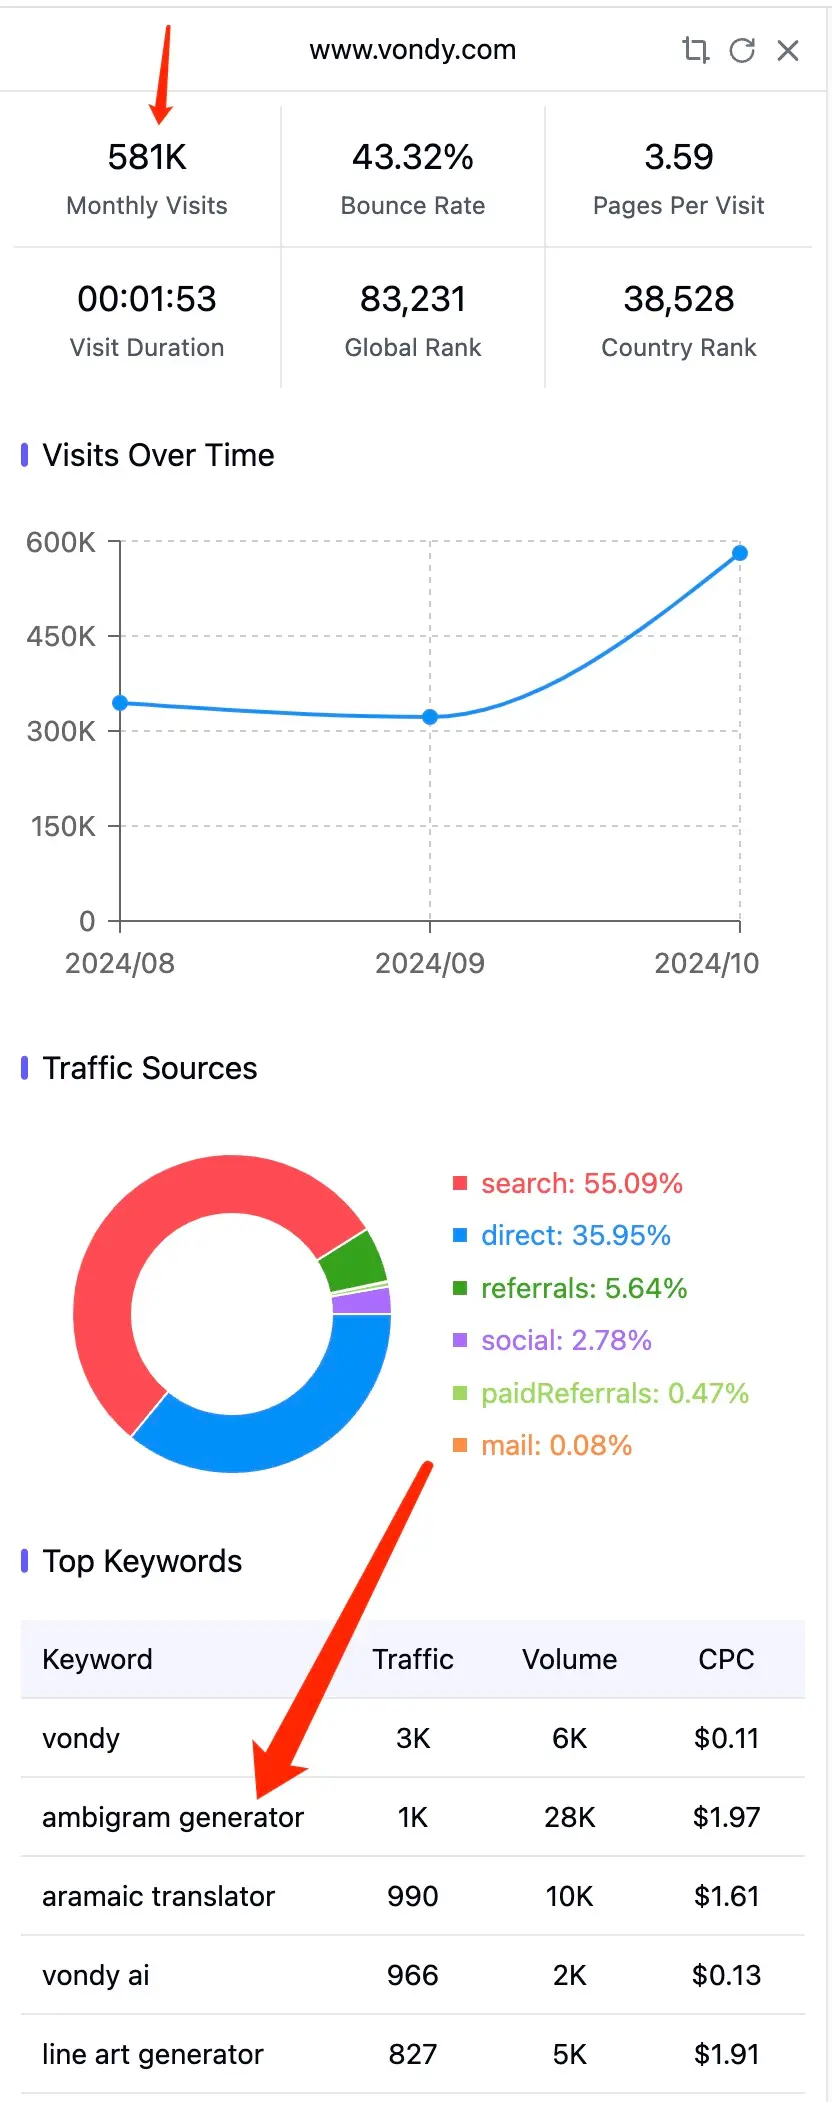 www.vondy.com
581K 43.32% 3.59
Monthly Visits Bounce Rate Pages Per Visit
00:01:53 83,231 38,528
Visit Duration Global Rank Country Rank
Visits Over Time
600K
450K
300K
150K
0
2024/08 2024/09 2024/10
Traffic Sources
search: 55.09%
direct: 35.95%
referrals: 5.64%
social: 2.78%
paidReferrals: 0.47%
mail: 0.08%
Top Keywords
Keyword Traffic Volume CPC
vondy 3K 6K $0.11
ambigram generator 1K 28K $1.97
aramaic translator 990 10K $1.61
vondy ai 966 2K $0.13
line art generator 827 5K $1.91